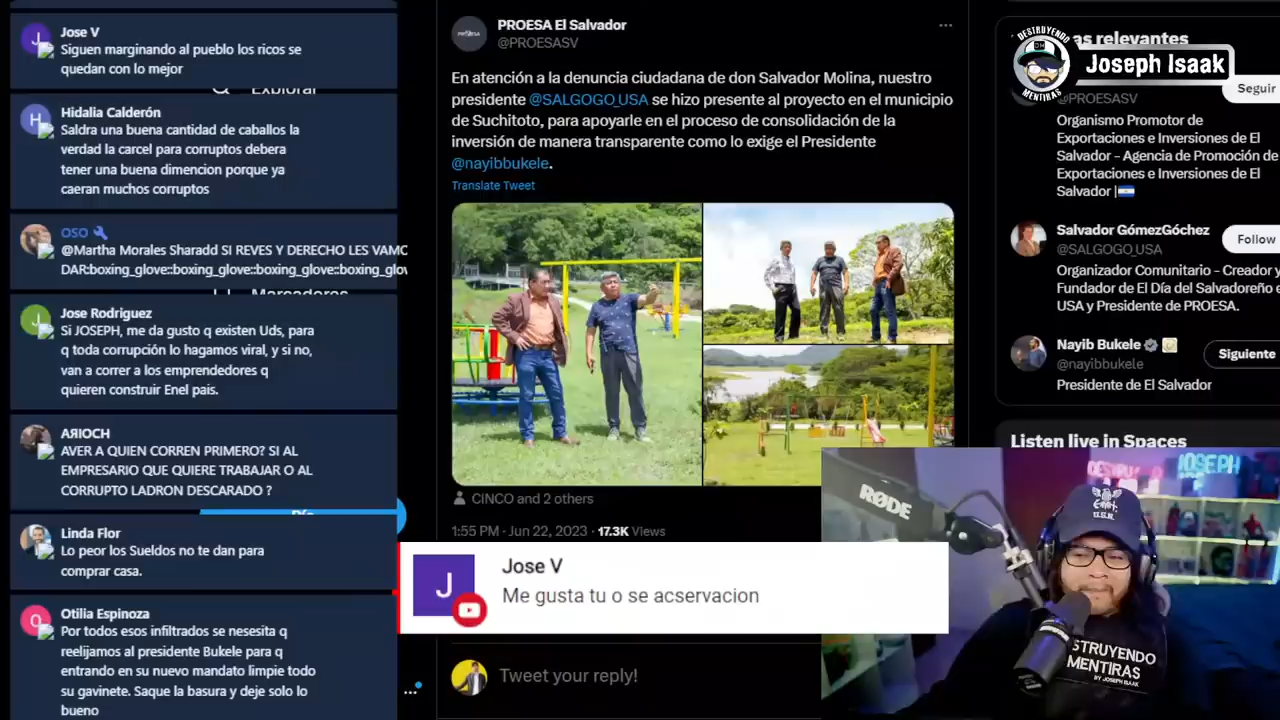 Jose V
Siguen marginando al pueblo los ricos se
quedan con lo mejor
Explorar
Hidalia Calderón
Saldra una buena cantidad de caballos la
verdad la carcel para corruptos debera
tener una buena dimencion porque ya
caeran muchos corruptos
OSO
@Martha Morales Sharadd SI REVES Y DERECHO LES VAMO
DAR:boxing_glove::boxing_glove::boxing_glove::boxing_glov
Marcadores
Jose Rodriguez
Si JOSEPH, me da gusto q existen Uds, para
q toda corrupción lo hagamos viral, y si no,
van a correr a los emprendedores q
quieren construir Enel pais.
AЯIOCH
AVER A QUIEN CORREN PRIMERO? SI AL
EMPRESARIO QUE QUIERE TRABAJAR O AL
CORRUPTO LADRON DESCARADO ?
Linda Flor
Lo peor los Sueldos no te dan para
comprar casa.
Otilia Espinoza
Por todos esos infiltrados se nesesita q
reelijamos al presidente Bukele para q
entrando en su nuevo mandato limpie todo
su gavinete. Saque la basura y deje solo lo
bueno
PROESA El Salvador
@PROESASV
En atención a la denuncia ciudadana de don Salvador Molina, nuestro
presidente @SALGOGO_USA se hizo presente al proyecto en el municipio
de Suchitoto, para apoyarle en el proceso de consolidación de la
inversión de manera transparente como lo exige el Presidente
@nayibbukele.
Translate Tweet
CINCO and 2 others
1:55 PM · Jun 22, 2023 · 17.3K Views
J
Jose V
Me gusta tu o se acservacion
Tweet your reply!
as relevantes
DESTRUYENDO
MENTIRAS
Joseph Isaak
Seguir
@PROESASV
Organismo Promotor de
Exportaciones e Inversiones de El
Salvador - Agencia de Promoción de
Exportaciones e Inversiones de El
Salvador |
Salvador GómezGóchez
@SALGOGO_USA
Follow
Organizador Comunitario - Creador y
Fundador de El Día del Salvadoreño e
USA y Presidente de PROESA.
Nayib Bukele
@nayibbukele
Siguiente
Presidente de El Salvador
Listen live in Spaces
RØDE
JOSEPH
STRUYENDO
MENTIRAS
BY JOSEPH ISAAK